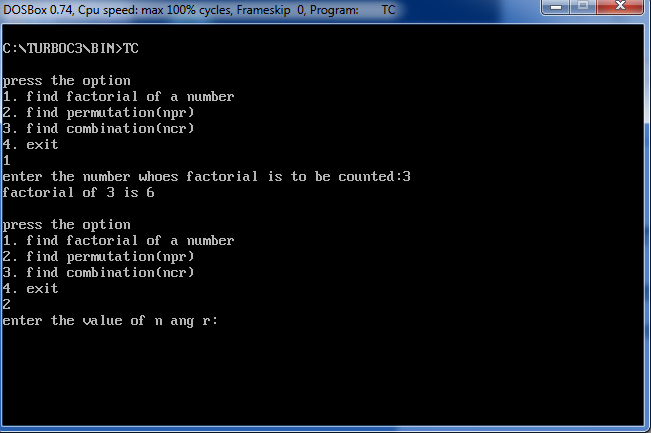 DOSBox 0.74, Cpu speed: max 100% cycles, Frameskip 0, Program: TC
C:\TURBOC3\BIN>TC
press the option
1. find factorial of a number
2. find permutation(npr)
3. find combination(ncr)
4. exit
1
enter the number whoes factorial is to be counted:3
factorial of 3 is 6
press the option
1. find factorial of a number
2. find permutation(npr)
3. find combination(ncr)
4. exit
2
enter the value of n ang r: